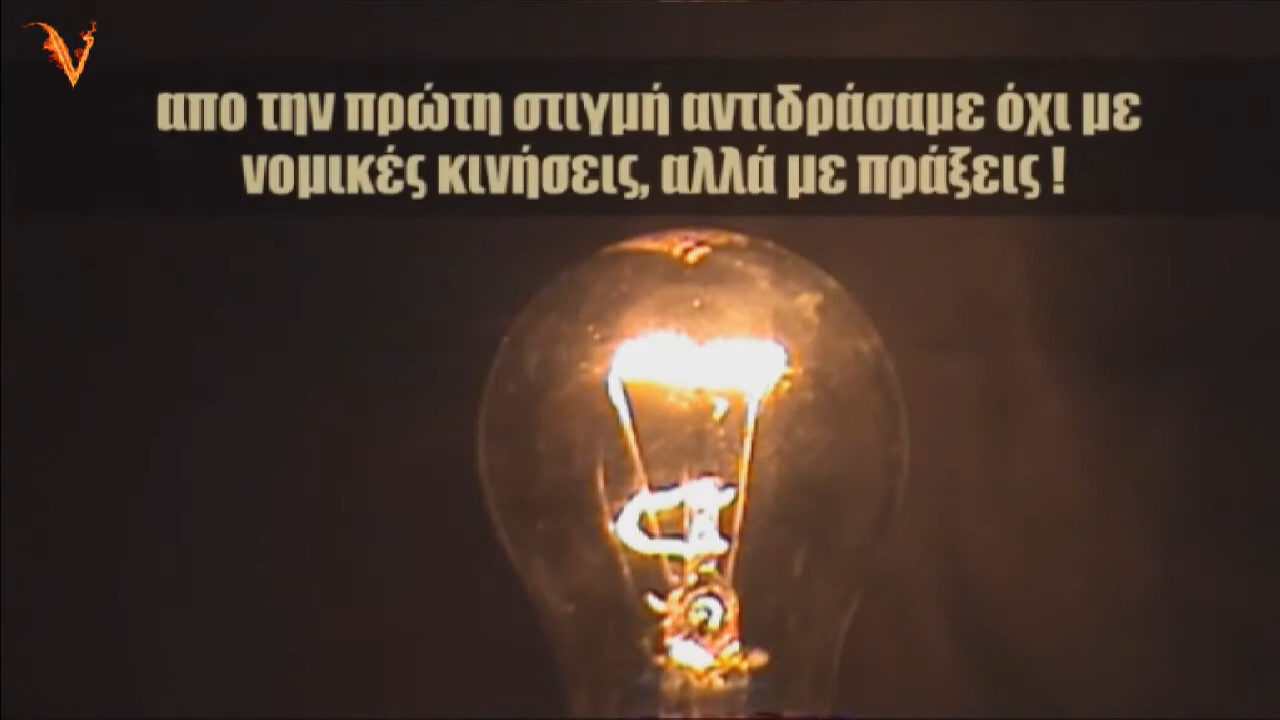 απο την πρώτη στιγμή αντιδράσαμε όχι με
νομικές κινήσεις, αλλά με πράξεις !